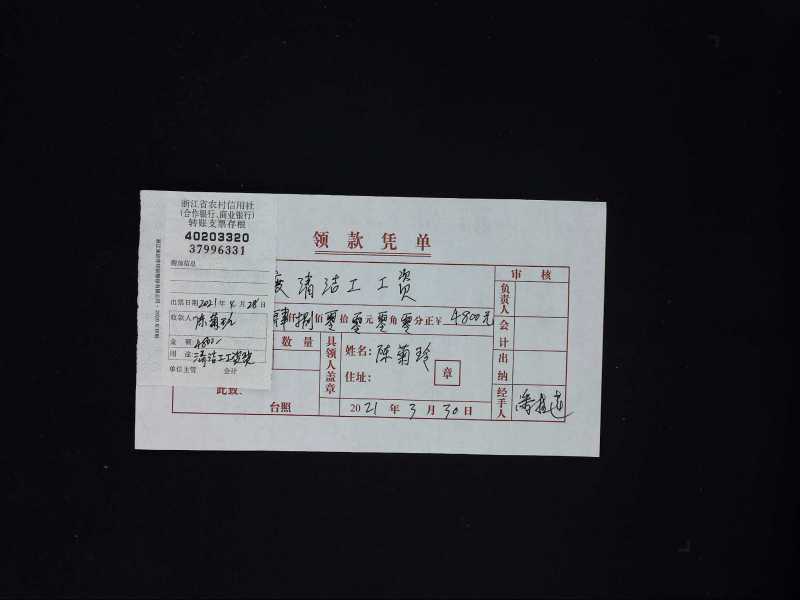 浙江省农村信用社
(合作银行、商业银行)
转账支票存根
40203320
37996331
附加信息
出票日期 2021 年 4 月 28 日
收款人: 陈菊玲
金 额: 4800
用 途: 清洁工工资
单位主管 会计
领款凭单
清洁工工资
仟捌佰零拾零元零角零分正¥4800元
数量
此致.
台照
具领人盖章
姓名: 陈菊玲
住址:
章
2021 年 3 月 30 日
审核
负责人
会计
出纳
经手人